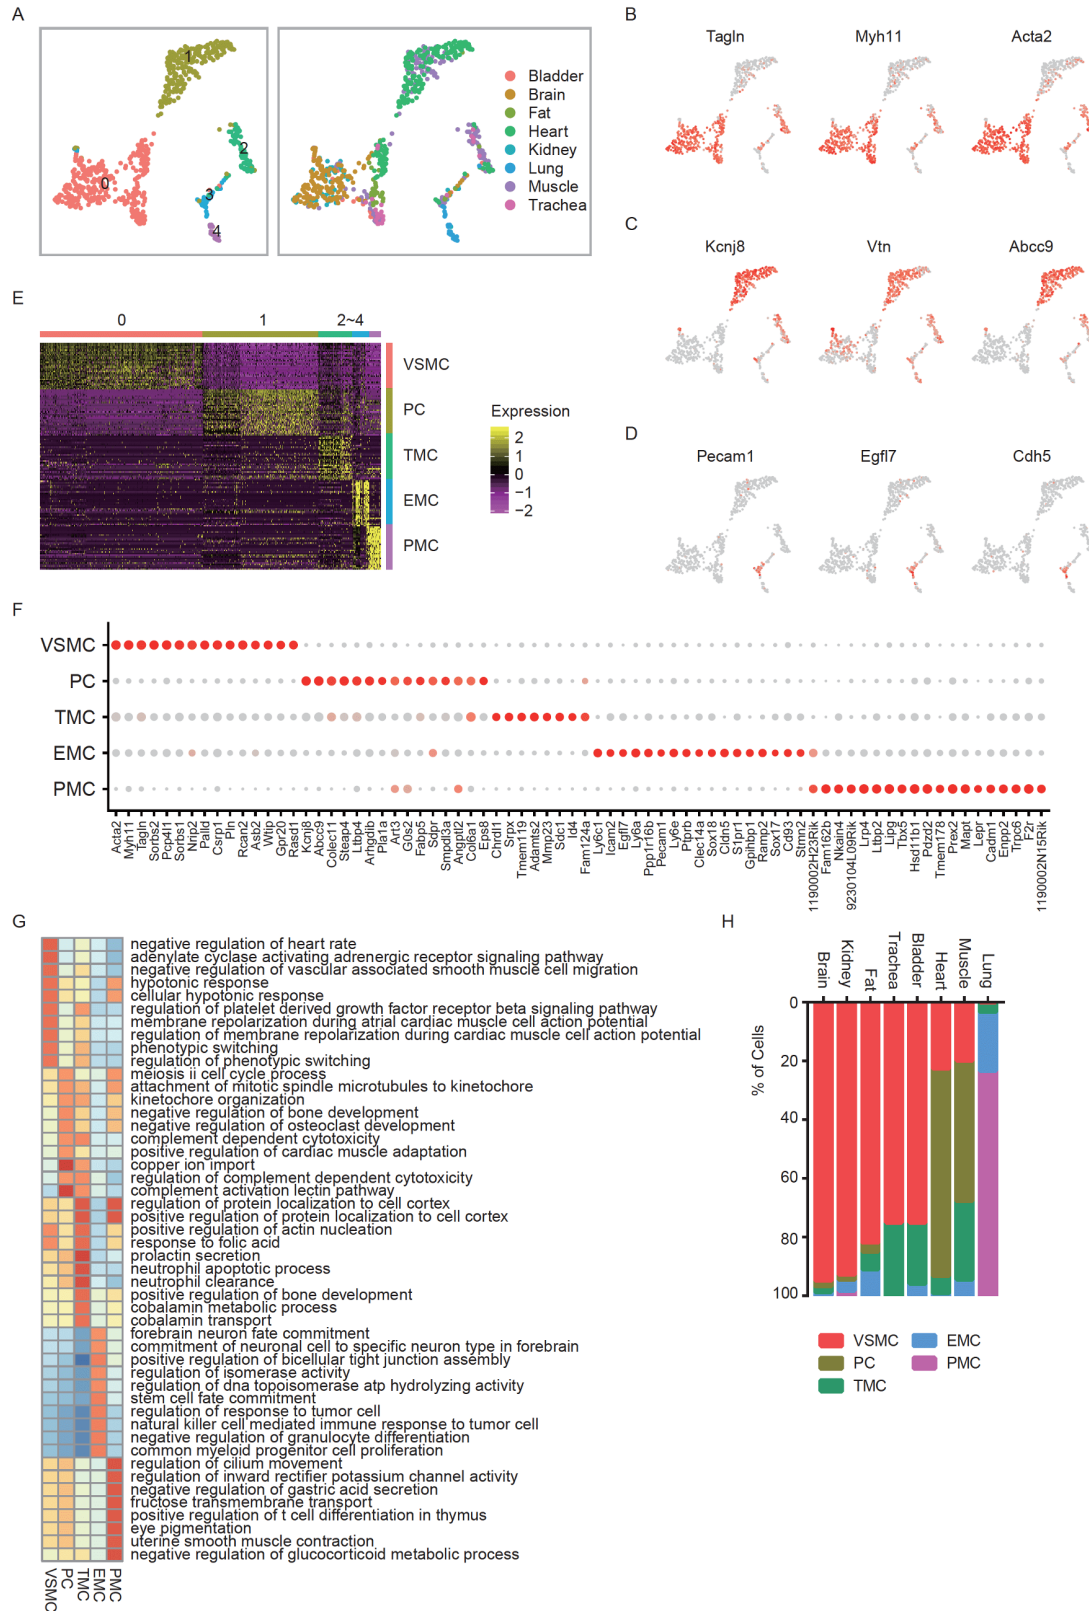 A
0
1
2
3
4
Bladder
Brain
Fat
Heart
Kidney
Lung
Muscle
Trachea
B
Tagln Myh11 Acta2
C
Kcnj8 Vtn Abcc9
D
Pecam1 Egfl7 Cdh5
E
0 1 2~4
VSMC
PC
TMC
EMC
PMC
Expression
2
1
0
−1
−2
F
VSMC
PC
TMC
EMC
PMC
Acta2
Myh11
Tagln
Sorbs2
Pcp4l1
Sorbs1
Nrip2
Palld
Csrp1
Pln
Rcan2
Asb2
Wtip
Gpr20
Rasd1
Kcnj8
Abcc9
Colec11
Steap4
Ltbp4
Arhgdib
Pla1a
Art3
Ggt5
Fabp5
Sdpr
Smpdl3a
Angpt2
Col6a1
Eps8
Chrdl1
Srpx
Tmem119
Adamts2
Mmp23
Sdc1
Id4
Fam124a
Ly6c1
Icam2
Egfl7
Ly6a
Ppp1r16b
Pecam1
Ly6e
Ptprb
Clec14a
Sox18
Cldn5
S1pr1
Gpihbp1
Ramp2
Sox17
Cd93
Stmn2
1190002H23Rik
Fam162b
Nkain4
9230104L09Rik
Lrp4
Ltbp2
Lipg
Tbx5
Hsd11b1
Pdzd2
Tmem178
Prex2
Mapt
Lepr
Cadm1
Enpp2
Trpc6
F2r
1190002N15Rik
G
negative regulation of heart rate
adenylate cyclase activating adrenergic receptor signaling pathway
negative regulation of vascular associated smooth muscle cell migration
hypotonic response
cellular hypotonic response
regulation of platelet derived growth factor receptor beta signaling pathway
membrane repolarization during atrial cardiac muscle cell action potential
regulation of membrane repolarization during cardiac muscle cell action potential
phenotypic switching
regulation of phenotypic switching
meiosis ii cell cycle process
attachment of mitotic spindle microtubules to kinetochore
kinetochore organization
negative regulation of bone development
negative regulation of osteoclast development
complement dependent cytotoxicity
positive regulation of cardiac muscle adaptation
copper ion import
regulation of complement dependent cytotoxicity
complement activation lectin pathway
regulation of protein localization to cell cortex
positive regulation of protein localization to cell cortex
positive regulation of actin nucleation
response to folic acid
prolactin secretion
neutrophil apoptotic process
neutrophil clearance
positive regulation of bone development
cobalamin metabolic process
cobalamin transport
forebrain neuron fate commitment
commitment of neuronal cell to specific neuron type in forebrain
positive regulation of bicellular tight junction assembly
regulation of isomerase activity
regulation of dna topoisomerase atp hydrolyzing activity
stem cell fate commitment
regulation of response to tumor cell
natural killer cell mediated immune response to tumor cell
negative regulation of granulocyte differentiation
common myeloid progenitor cell proliferation
regulation of cilium movement
regulation of inward rectifier potassium channel activity
negative regulation of gastric acid secretion
fructose transmembrane transport
positive regulation of t cell differentiation in thymus
eye pigmentation
uterine smooth muscle contraction
negative regulation of glucocorticoid metabolic process
VSMC
PC
TMC
EMC
PMC
H
Brain
Kidney
Fat
Trachea
Bladder
Heart
Muscle
Lung
% of Cells
0
20
40
60
80
100
VSMC
PC
TMC
EMC
PMC